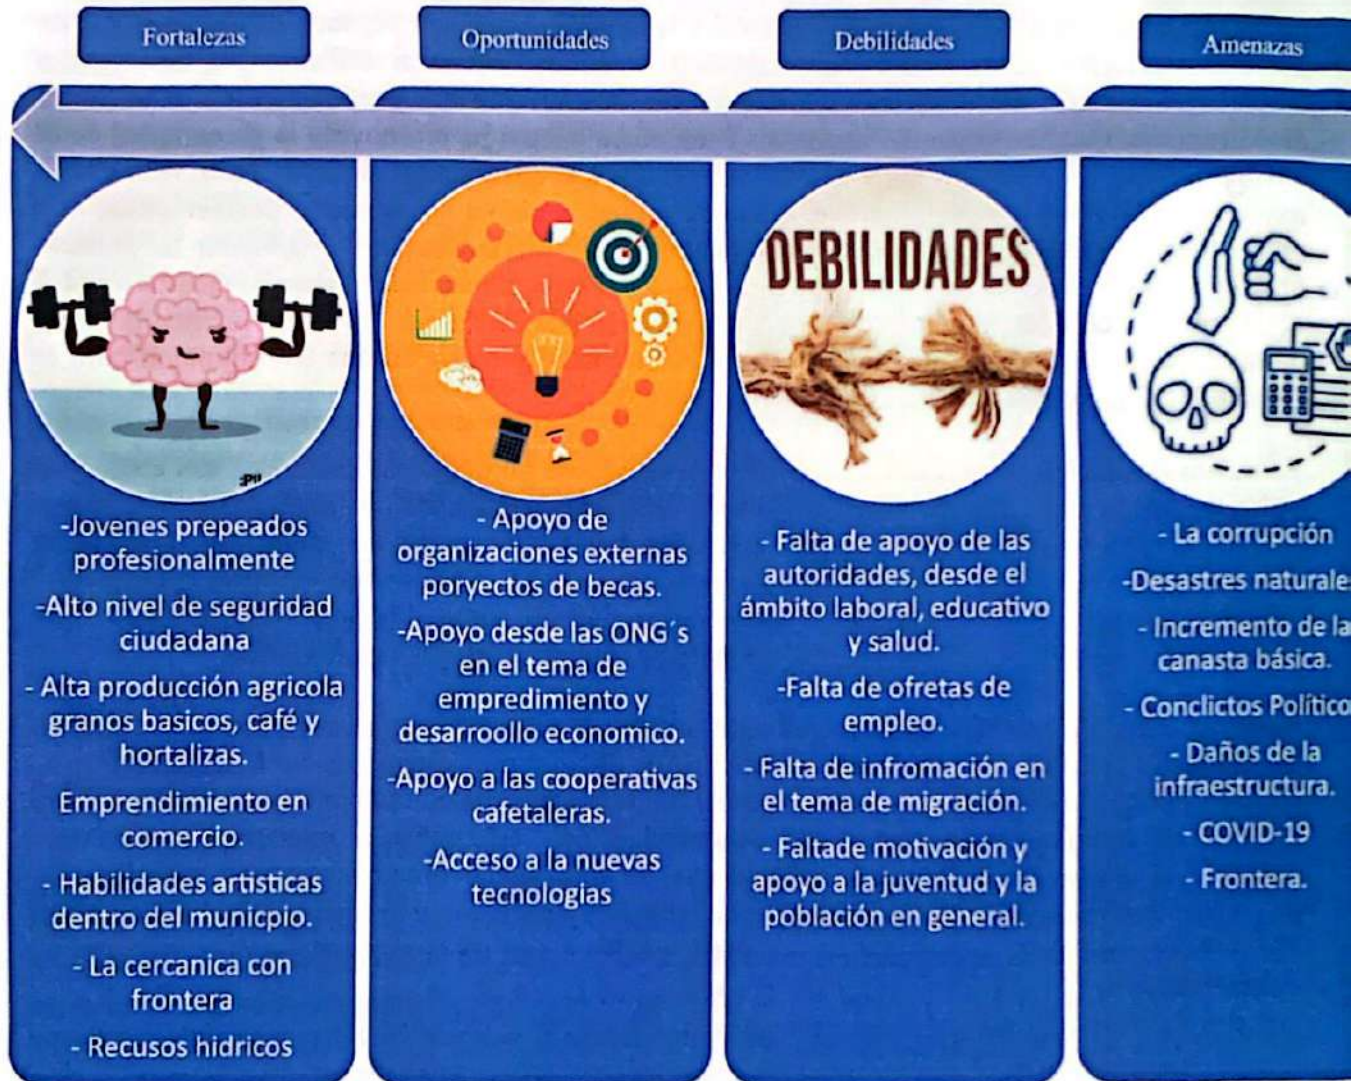 Fortalezas
-Jovenes prepeados
profesionalmente
-Alto nivel de seguridad
ciudadana
- Alta producción agricola
granos basicos, café y
hortalizas.
Emprendimiento en
comercio.
- Habilidades artisticas
dentro del municpio.
- La cercanica con
frontera
- Recusos hidricos
Oportunidades
- Apoyo de
organizaciones externas
poryectos de becas.
-Apoyo desde las ONG´s
en el tema de
empredimiento y
desarroollo economico.
-Apoyo a las cooperativas
cafetaleras.
-Acceso a la nuevas
tecnologias
Debilidades
DEBILIDADES
- Falta de apoyo de las
autoridades, desde el
ámbito laboral, educativo
y salud.
-Falta de ofretas de
empleo.
- Falta de infromación en
el tema de migración.
- Faltade motivación y
apoyo a la juventud y la
población en general.
Amenazas
- La corrupción
-Desastres naturales
- Incremento de la
canasta básica.
- Conclictos Político
- Daños de la
infraestructura.
- COVID-19
- Frontera.